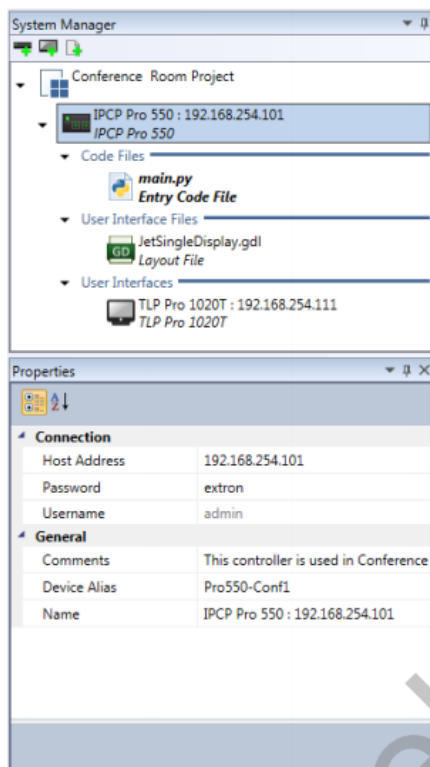 System Manager
Conference Room Project
IPCP Pro 550 : 192.168.254.101
IPCP Pro 550
Code Files
main.py
Entry Code File
User Interface Files
GD
JetSingleDisplay.gdl
Layout File
User Interfaces
TLP Pro 1020T : 192.168.254.111
TLP Pro 1020T
Properties
Connection
Host Address 192.168.254.101
Password extron
Username admin
General
Comments This controller is used in Conference
Device Alias Pro550-Conf1
Name IPCP Pro 550 : 192.168.254.101